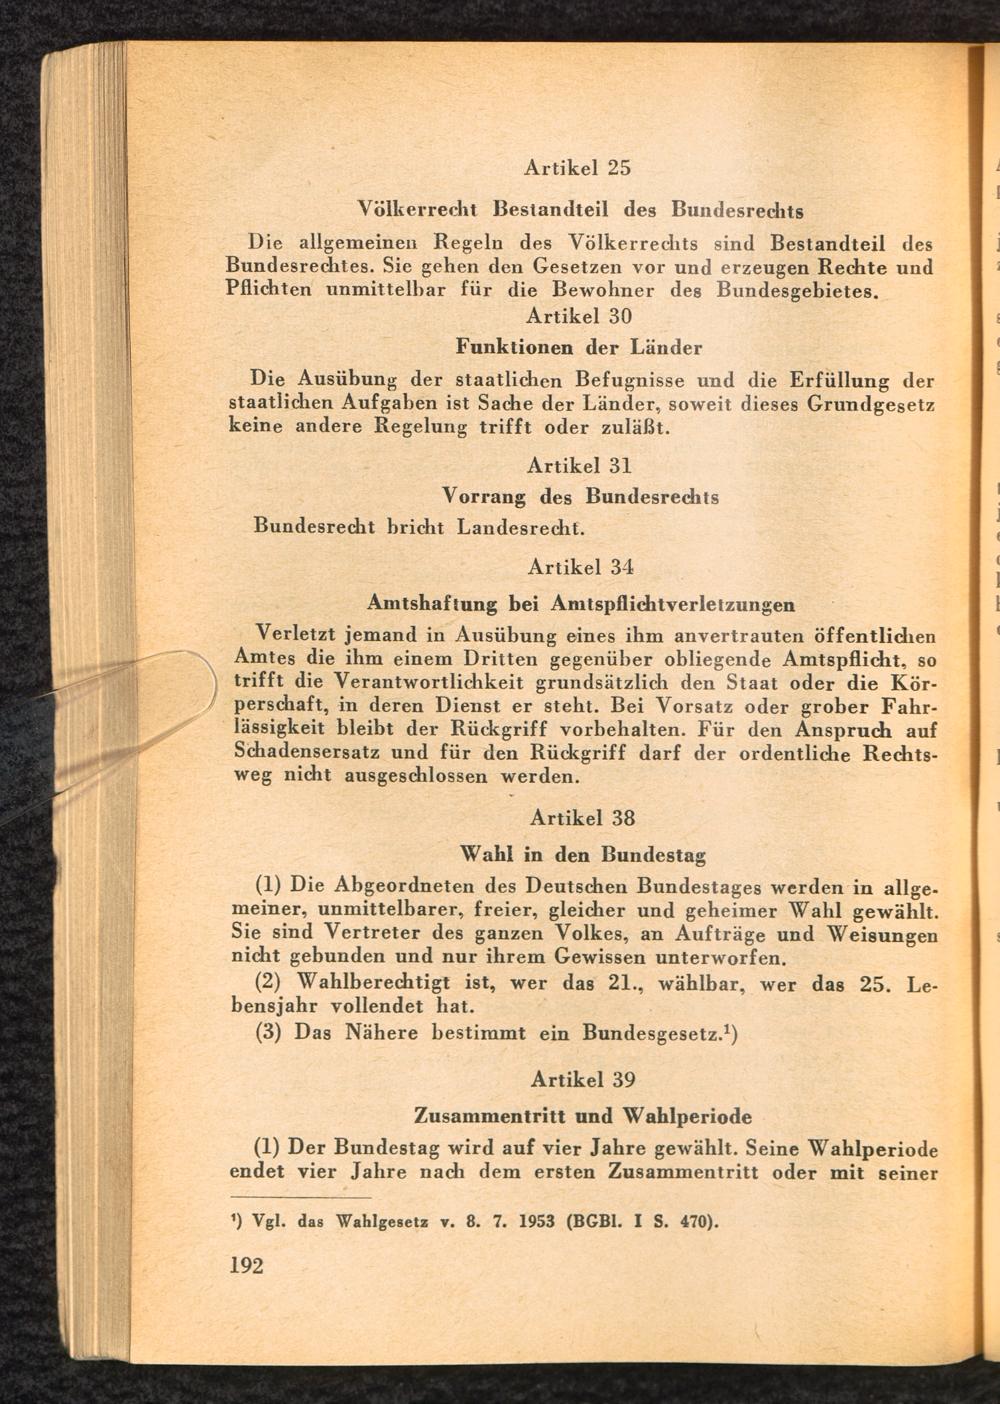 Artikel 25
Völkerrecht Bestandteil des Bundesrechts
Die allgemeinen Regeln des Völkerrechts sind Bestandteil des
Bundesrechtes. Sie gehen den Gesetzen vor und erzeugen Rechte und
Pflichten unmittelbar für die Bewohner des Bundesgebietes.
Artikel 30
Funktionen der Länder
Die Ausübung der staatlichen Befugnisse und die Erfüllung der
staatlichen Aufgaben ist Sache der Länder, soweit dieses Grundgesetz
keine andere Regelung trifft oder zuläßt.
Artikel 31
Vorrang des Bundesrechts
Bundesrecht bricht Landesrecht.
Artikel 34
Amtshaftung bei Amtspflichtverletzungen
Verletzt jemand in Ausübung eines ihm anvertrauten öffentlichen
Amtes die ihm einem Dritten gegenüber obliegende Amtspflicht, so
trifft die Verantwortlichkeit grundsätzlich den Staat oder die Kör-
perschaft, in deren Dienst er steht. Bei Vorsatz oder grober Fahr-
lässigkeit bleibt der Rückgriff vorbehalten. Für den Anspruch auf
Schadensersatz und für den Rückgriff darf der ordentliche Rechts-
weg nicht ausgeschlossen werden.
Artikel 38
Wahl in den Bundestag
(1) Die Abgeordneten des Deutschen Bundestages werden in allge-
meiner, unmittelbarer, freier, gleicher und geheimer Wahl gewählt.
Sie sind Vertreter des ganzen Volkes, an Aufträge und Weisungen
nicht gebunden und nur ihrem Gewissen unterworfen.
(2) Wahlberechtigt ist, wer das 21., wählbar, wer das 25. Le-
bensjahr vollendet hat.
(3) Das Nähere bestimmt ein Bundesgesetz.¹)
Artikel 39
Zusammentritt und Wahlperiode
(1) Der Bundestag wird auf vier Jahre gewählt. Seine Wahlperiode
endet vier Jahre nach dem ersten Zusammentritt oder mit seiner
¹) Vgl. das Wahlgesetz v. 8. 7. 1953 (BGBl. I S. 470).
192